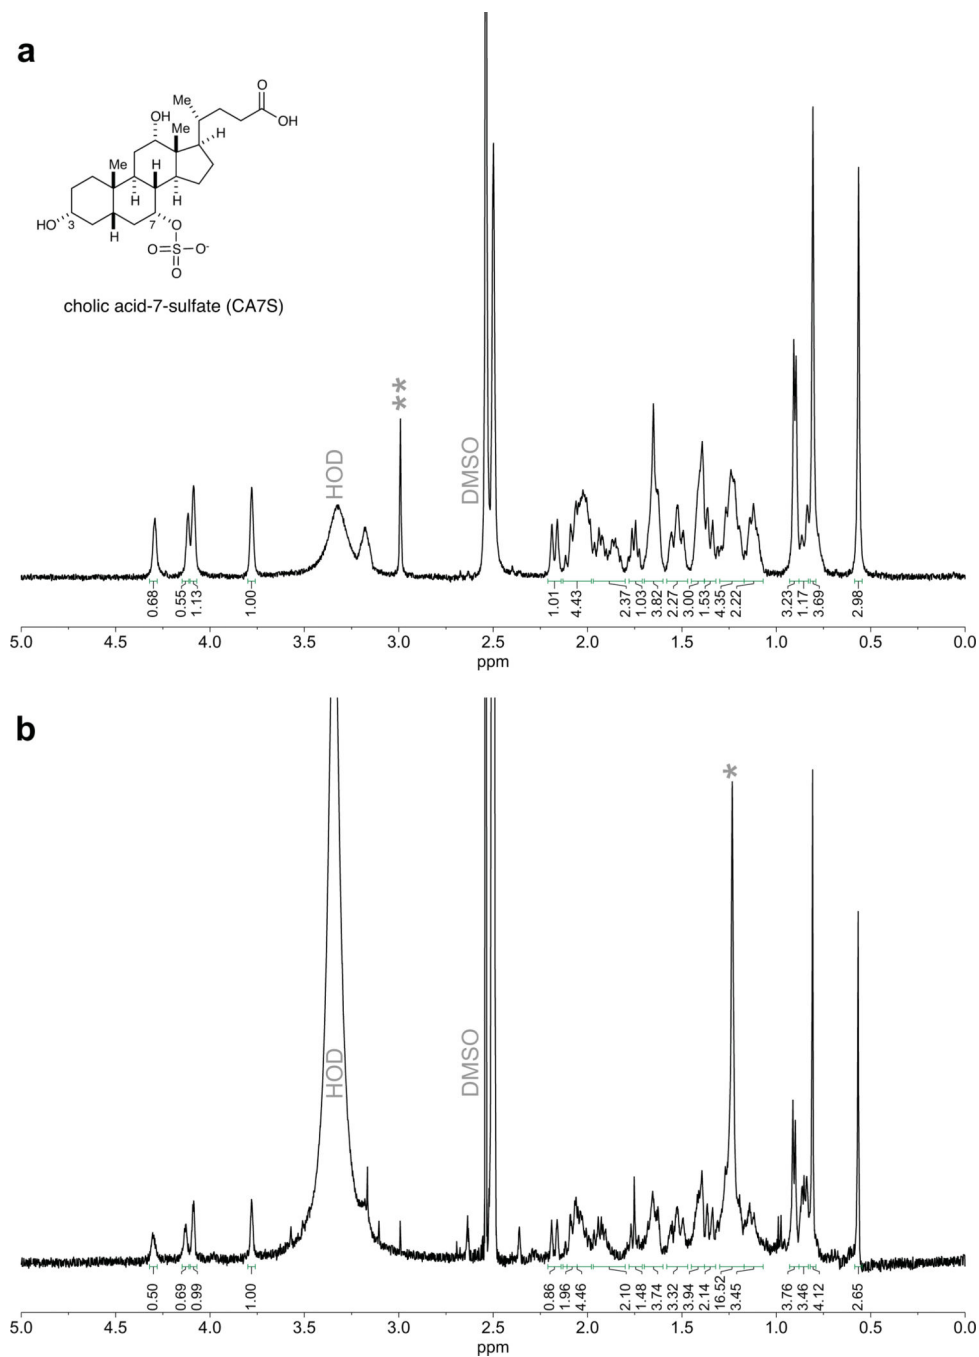 a
Me
O
OH
OH
Me
H
Me
H
H
H
HO
3
H
7
O
O
S
O-
O
cholic acid-7-sulfate (CA7S)
**
HOD
DMSO
0.68
0.55
1.13
1.00
1.01
4.43
2.37
1.03
3.82
2.27
3.00
1.53
4.35
2.22
3.23
1.17
3.69
2.98
5.0 4.5 4.0 3.5 3.0 2.5 2.0 1.5 1.0 0.5 0.0
ppm
b
*
HOD
DMSO
0.50
0.69
0.99
1.00
0.86
1.96
4.46
2.10
1.48
3.74
3.32
3.94
2.14
16.52
3.45
3.76
3.46
4.12
2.65
5.0 4.5 4.0 3.5 3.0 2.5 2.0 1.5 1.0 0.5 0.0
ppm